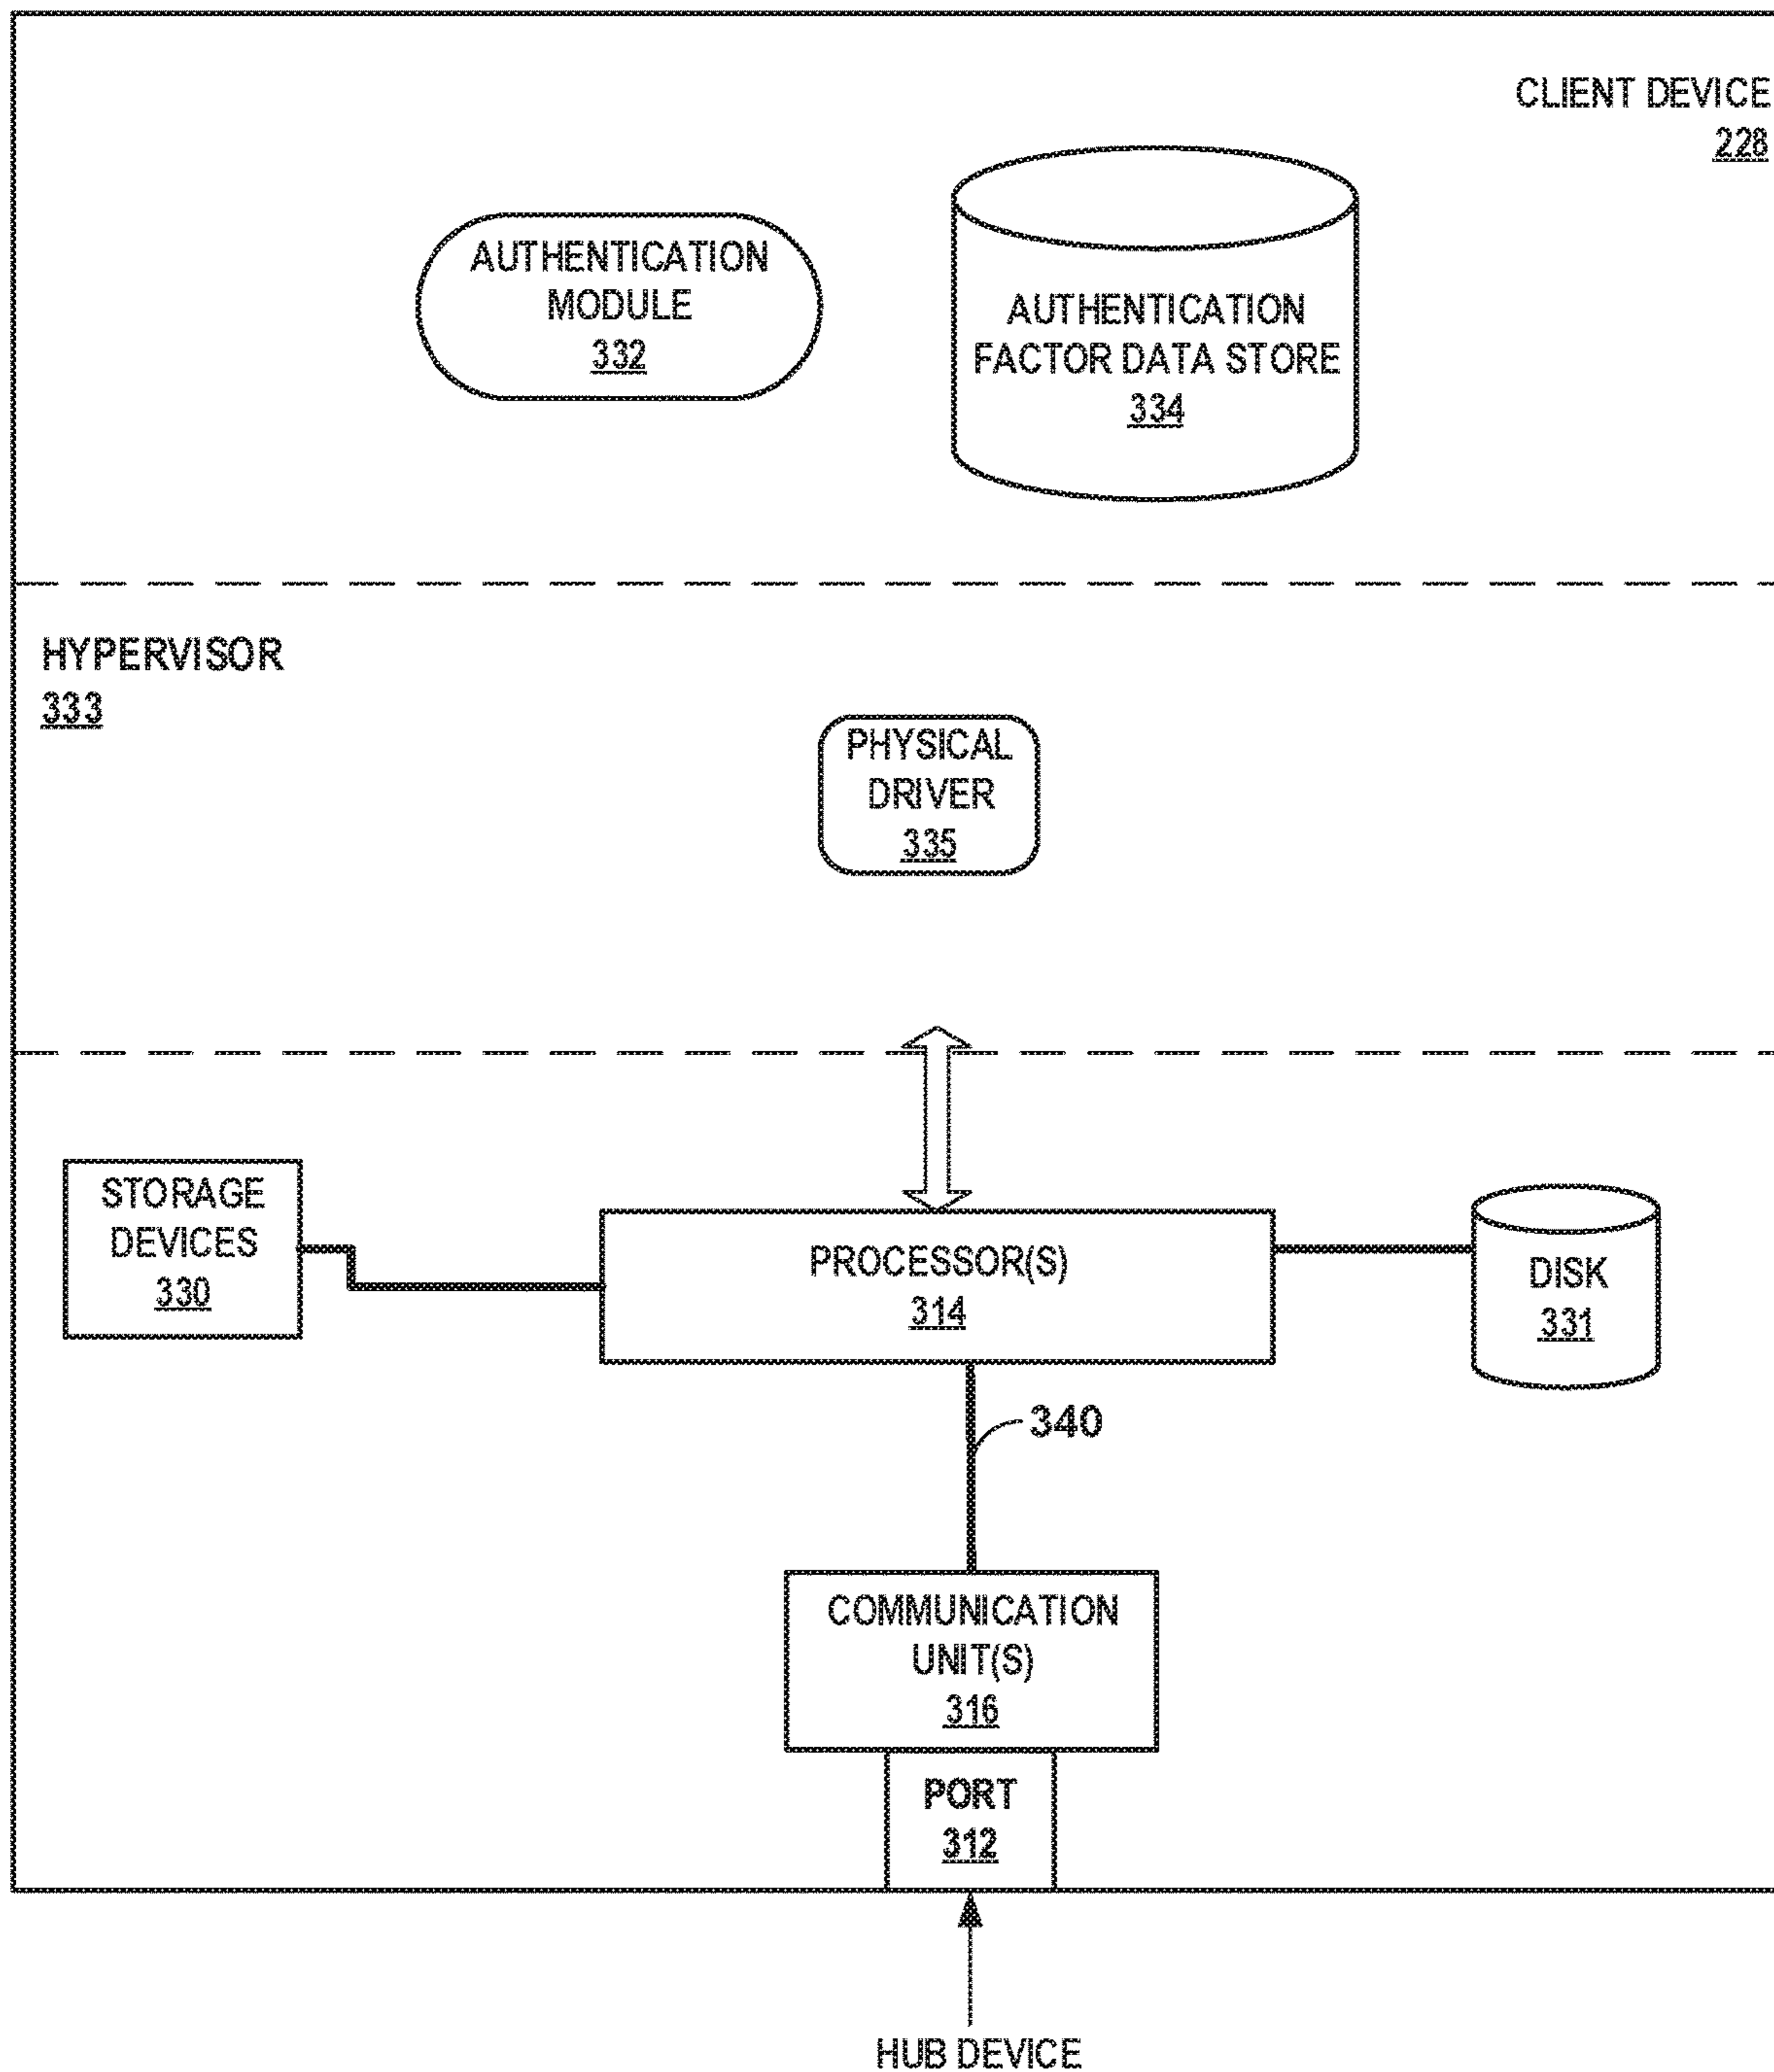 CLIENT DEVICE
228
AUTHENTICATION
MODULE
332
AUTHENTICATION
FACTOR DATA STORE
334
HYPERVISOR
333
PHYSICAL
DRIVER
335
STORAGE
DEVICES
330
PROCESSOR(S)
314
DISK
331
340
COMMUNICATION
UNIT(S)
316
PORT
312
HUB DEVICE